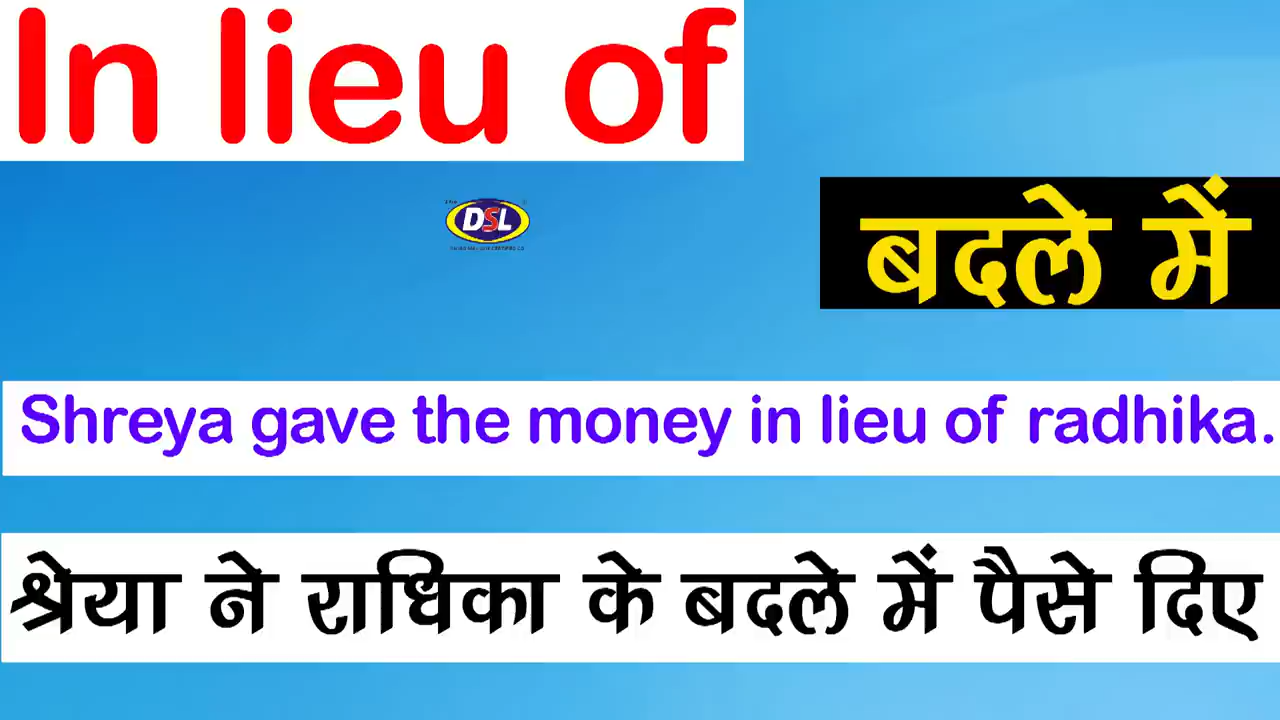 In lieu of
DSL
बदले में
Shreya gave the money in lieu of radhika.
श्रेया ने राधिका के बदले में पैसे दिए